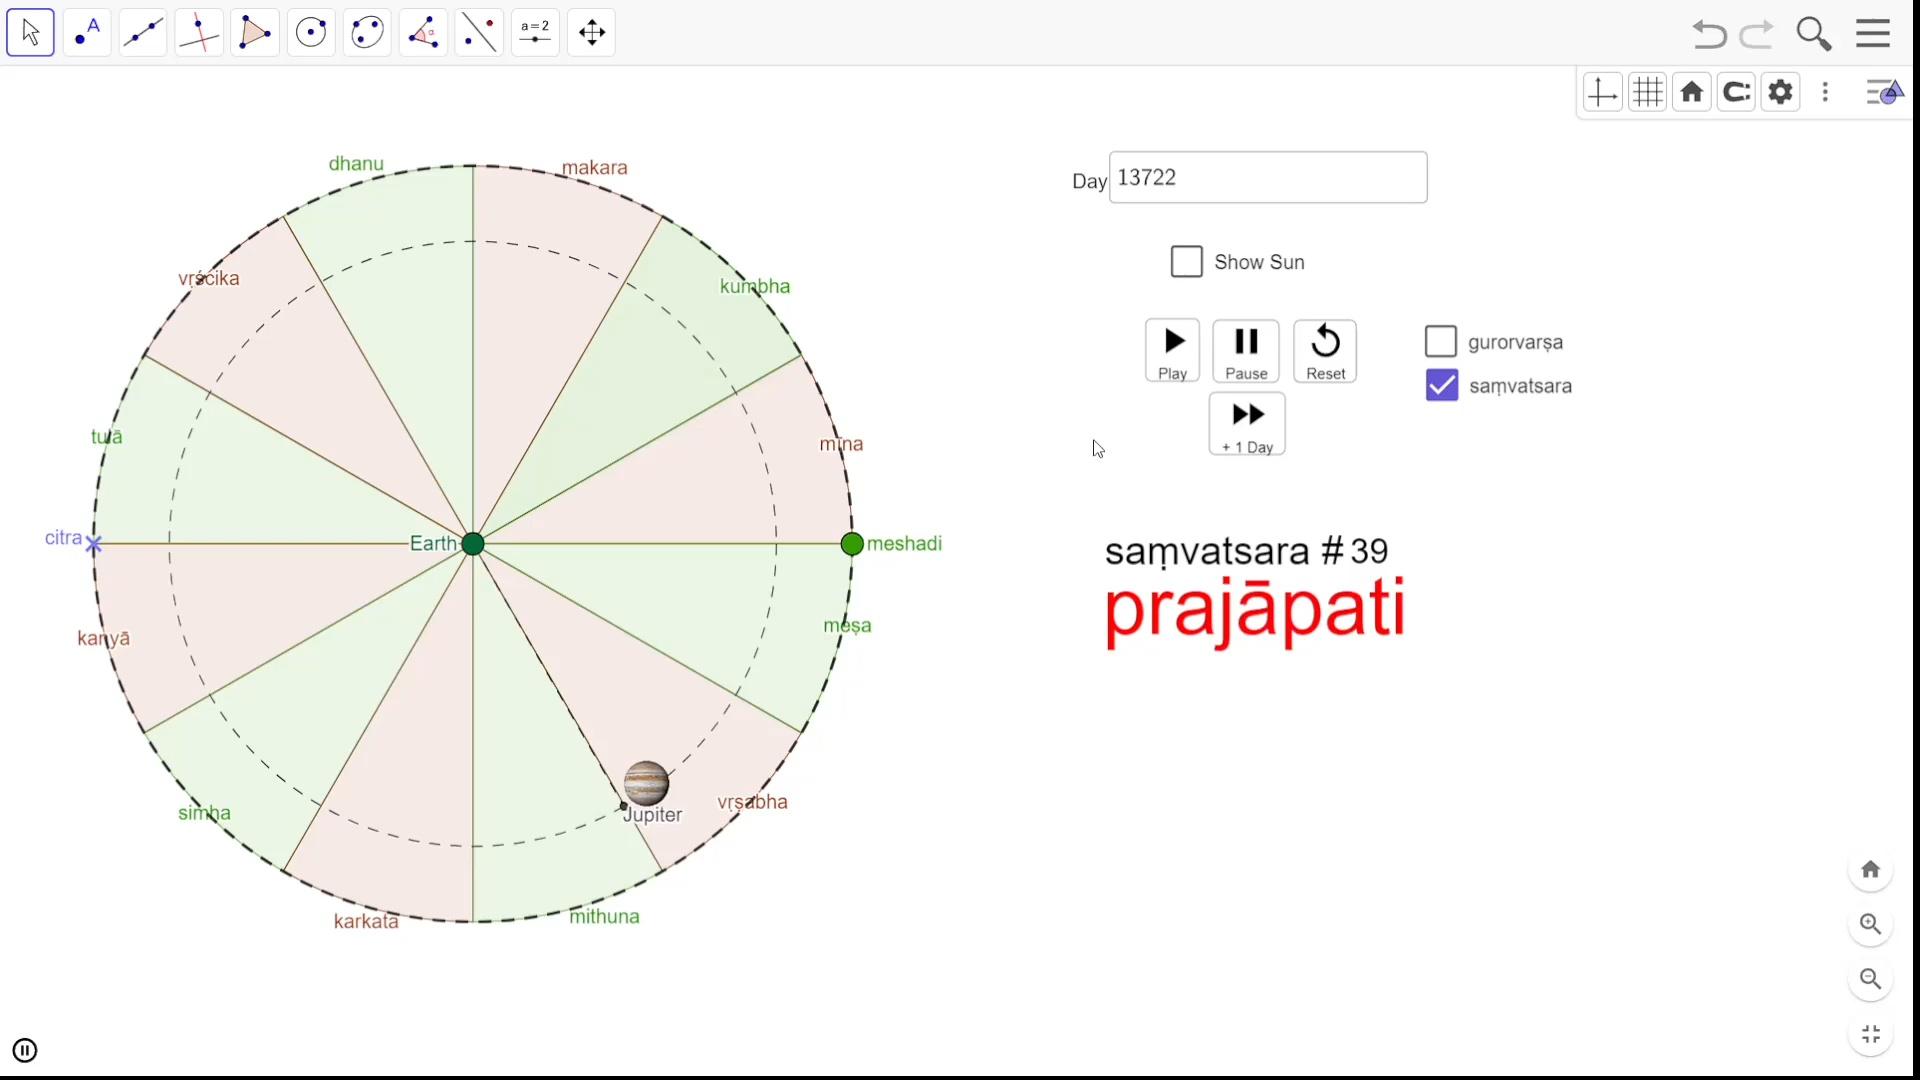 A
α
a=2
dhanu
makara
Day 13722
vṛścika
kumbha
Show Sun
Play
Pause
Reset
gurorvarṣa
saṃvatsara
+ 1 Day
tulā
mīna
citra
Earth
meshadi
saṃvatsara # 39
prajāpati
kanyā
meṣa
siṃha
Jupiter
vṛṣabha
karkaṭa
mithuna